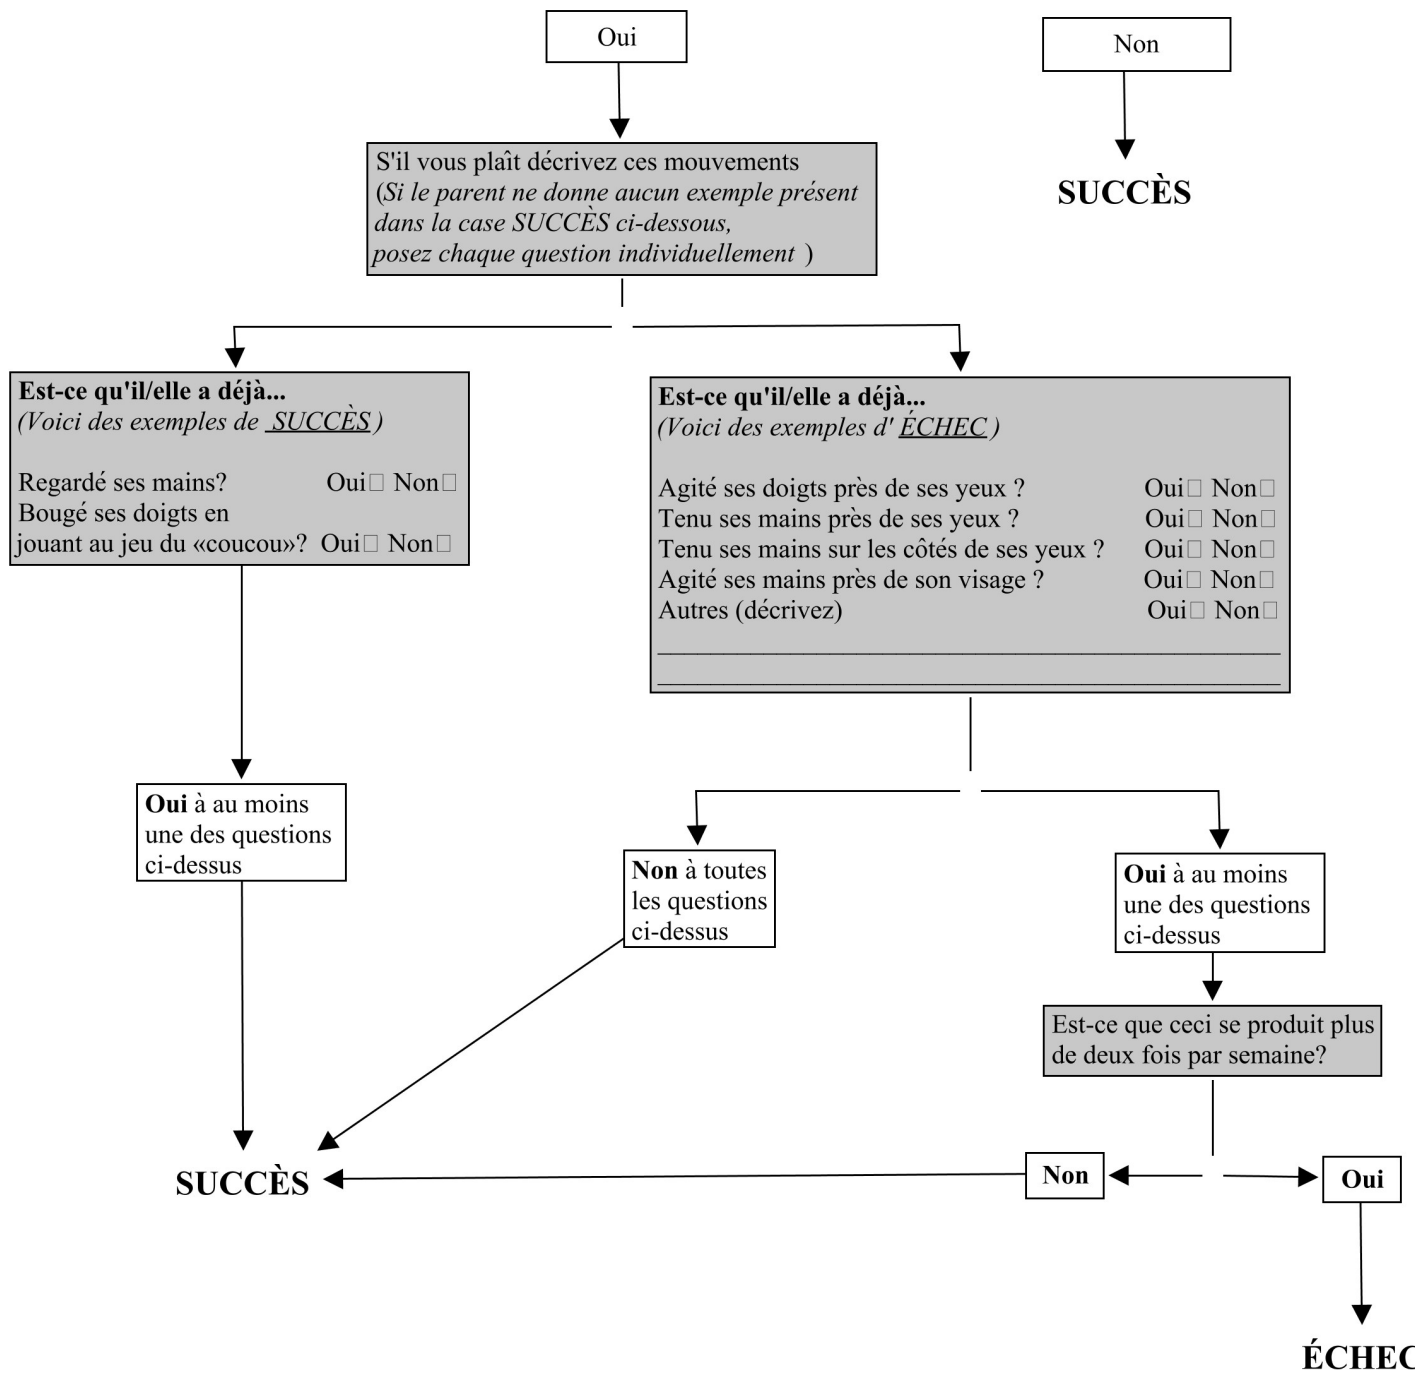 Oui
Non
SUCCÈS
S'il vous plaît décrivez ces mouvements
(Si le parent ne donne aucun exemple présent
dans la case SUCCÈS ci-dessous,
posez chaque question individuellement )
Est-ce qu'il/elle a déjà...
(Voici des exemples de SUCCÈS)
Regardé ses mains? Oui□ Non□
Bougé ses doigts en
jouant au jeu du «coucou»? Oui□ Non□
Est-ce qu'il/elle a déjà...
(Voici des exemples d' ÉCHEC)
Agité ses doigts près de ses yeux ? Oui□ Non□
Tenu ses mains près de ses yeux ? Oui□ Non□
Tenu ses mains sur les côtés de ses yeux ? Oui□ Non□
Agité ses mains près de son visage ? Oui□ Non□
Autres (décrivez) Oui□ Non□
Oui à au moins
une des questions
ci-dessus
Non à toutes
les questions
ci-dessus
Oui à au moins
une des questions
ci-dessus
Est-ce que ceci se produit plus
de deux fois par semaine?
SUCCÈS
Non
Oui
ÉCHEC